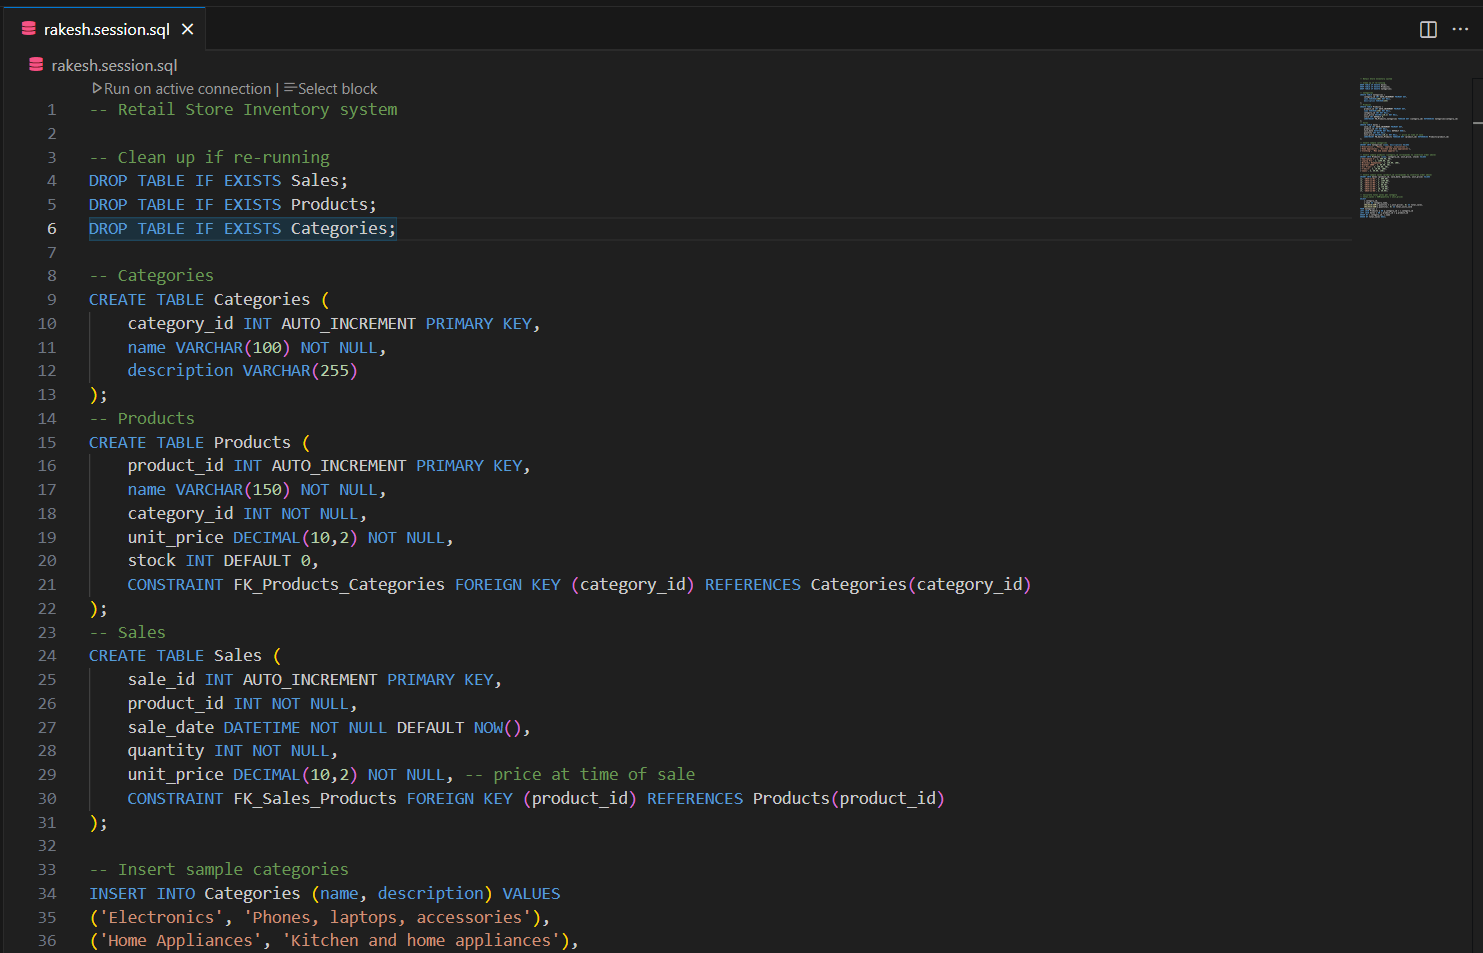 rakesh.session.sql
rakesh.session.sql
Run on active connection | Select block
1 -- Retail Store Inventory system
2
3 -- Clean up if re-running
4 DROP TABLE IF EXISTS Sales;
5 DROP TABLE IF EXISTS Products;
6 DROP TABLE IF EXISTS Categories;
7
8 -- Categories
9 CREATE TABLE Categories (
10     category_id INT AUTO_INCREMENT PRIMARY KEY,
11     name VARCHAR(100) NOT NULL,
12     description VARCHAR(255)
13 );
14 -- Products
15 CREATE TABLE Products (
16     product_id INT AUTO_INCREMENT PRIMARY KEY,
17     name VARCHAR(150) NOT NULL,
18     category_id INT NOT NULL,
19     unit_price DECIMAL(10,2) NOT NULL,
20     stock INT DEFAULT 0,
21     CONSTRAINT FK_Products_Categories FOREIGN KEY (category_id) REFERENCES Categories(category_id)
22 );
23 -- Sales
24 CREATE TABLE Sales (
25     sale_id INT AUTO_INCREMENT PRIMARY KEY,
26     product_id INT NOT NULL,
27     sale_date DATETIME NOT NULL DEFAULT NOW(),
28     quantity INT NOT NULL,
29     unit_price DECIMAL(10,2) NOT NULL, -- price at time of sale
30     CONSTRAINT FK_Sales_Products FOREIGN KEY (product_id) REFERENCES Products(product_id)
31 );
32
33 -- Insert sample categories
34 INSERT INTO Categories (name, description) VALUES
35 ('Electronics', 'Phones, laptops, accessories'),
36 ('Home Appliances', 'Kitchen and home appliances'),